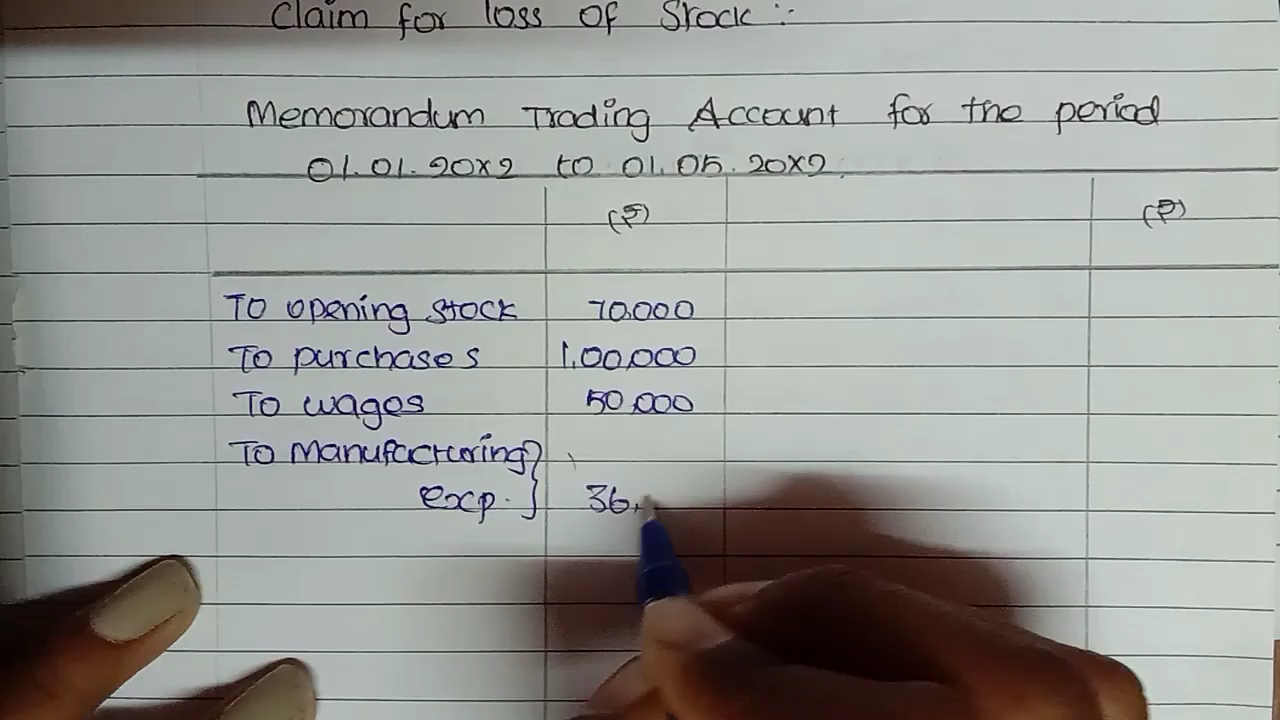 Claim for loss of Stock :-
Memorandum Trading Account for the period
01.01.20x2 to 01.05.20x2.
(₹) (₹)
To opening stock 70,000
To purchases 1,00,000
To wages 50,000
To Manufacturing }
exp. } 36,